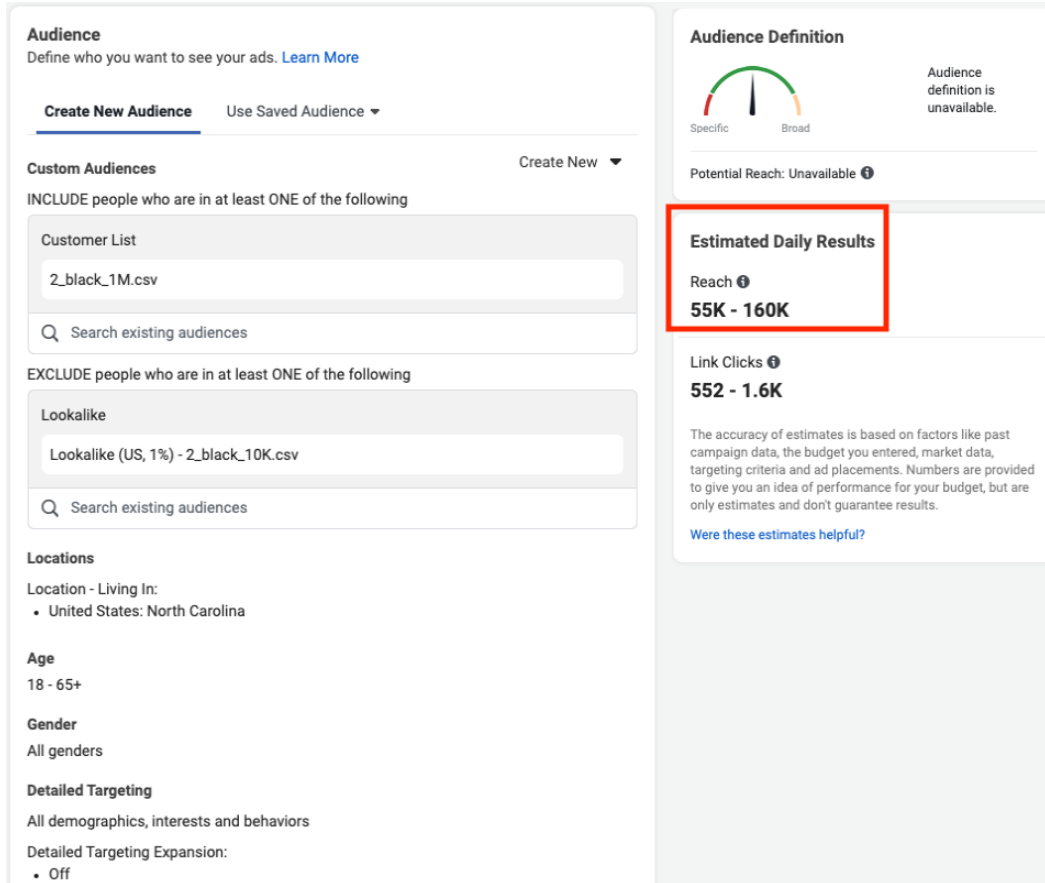 Audience
Define who you want to see your ads. Learn More
Create New Audience
Use Saved Audience
Custom Audiences
Create New
INCLUDE people who are in at least ONE of the following
Customer List
2_black_1M.csv
Search existing audiences
EXCLUDE people who are in at least ONE of the following
Lookalike
Lookalike (US, 1%) - 2_black_10K.csv
Search existing audiences
Locations
Location - Living In:
• United States: North Carolina
Age
18 - 65+
Gender
All genders
Detailed Targeting
All demographics, interests and behaviors
Detailed Targeting Expansion:
• Off
Audience Definition
Specific
Broad
Audience
definition is
unavailable.
Potential Reach: Unavailable
Estimated Daily Results
Reach
55K - 160K
Link Clicks
552 - 1.6K
The accuracy of estimates is based on factors like past
campaign data, the budget you entered, market data,
targeting criteria and ad placements. Numbers are provided
to give you an idea of performance for your budget, but are
only estimates and don't guarantee results.
Were these estimates helpful?